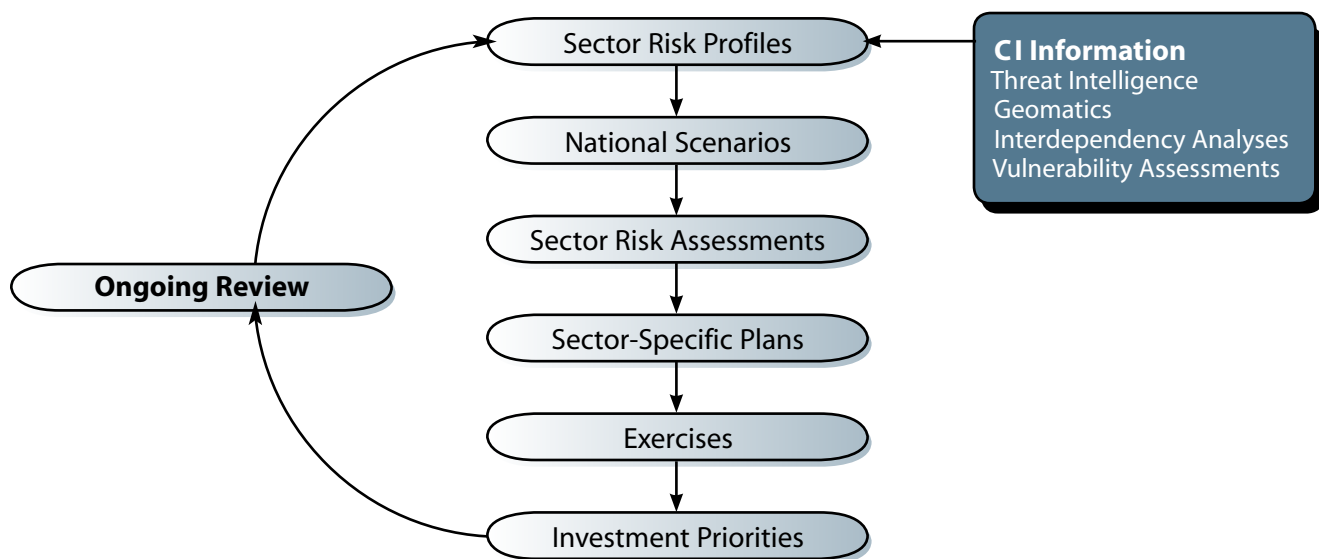 Sector Risk Profiles
CI Information
Threat Intelligence
Geomatics
Interdependency Analyses
Vulnerability Assessments
National Scenarios
Sector Risk Assessments
Ongoing Review
Sector-Specific Plans
Exercises
Investment Priorities